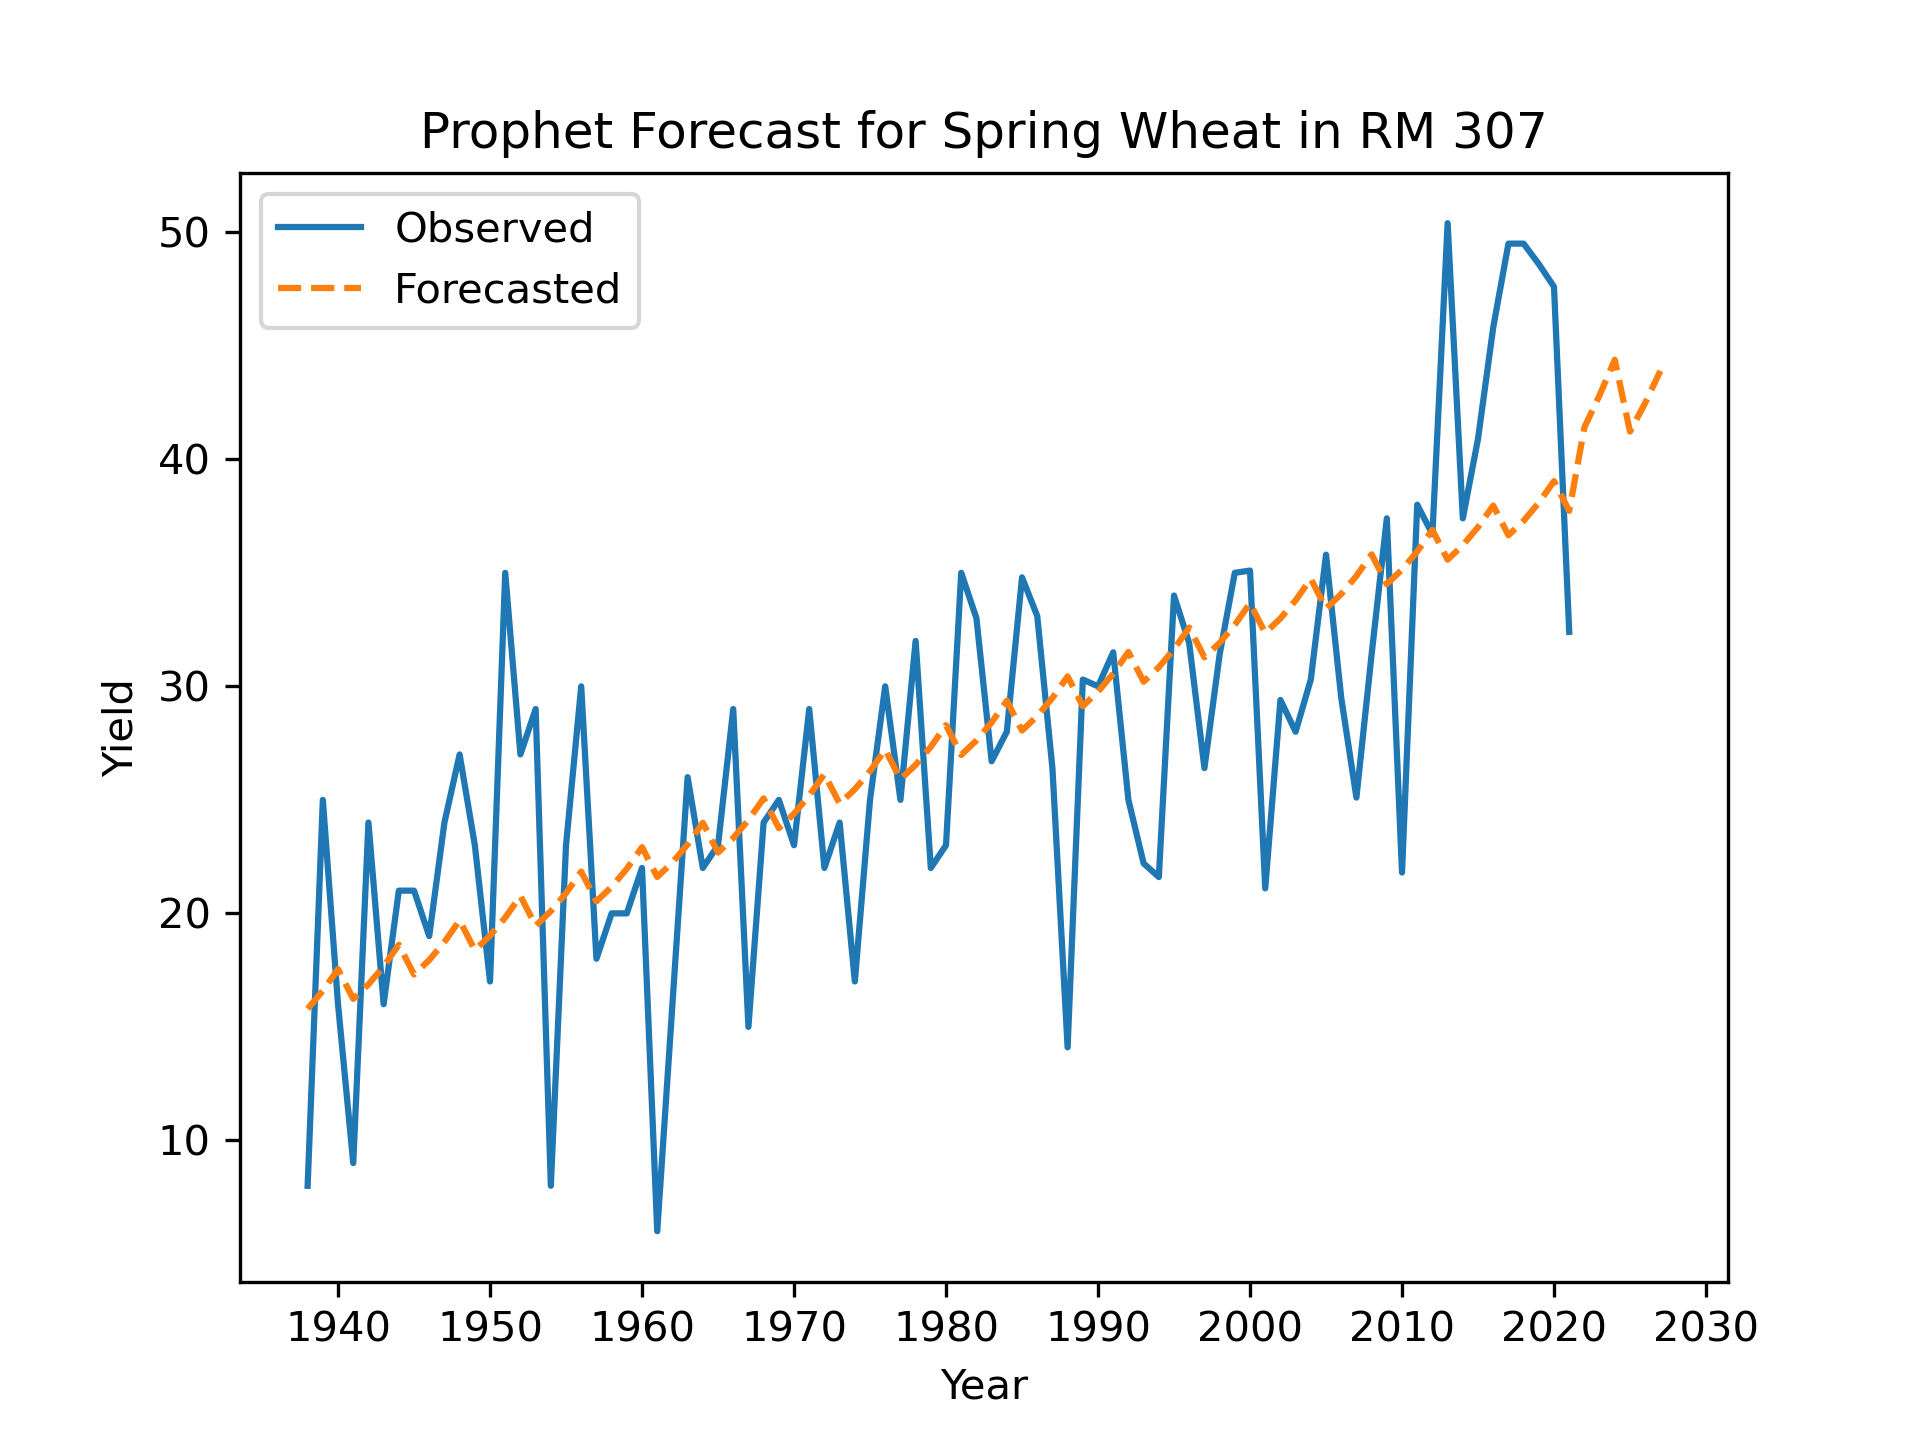 Prophet Forecast for Spring Wheat in RM 307
Observed
Forecasted
50
40
30
20
10
Yield
1940 1950 1960 1970 1980 1990 2000 2010 2020 2030
Year